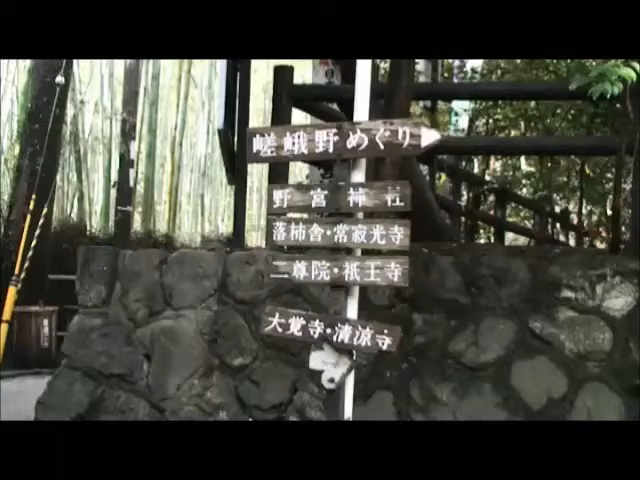 嵯峨野めぐり
野宮神社
落柿舎・常寂光寺
二尊院・祇王寺
大覚寺・清涼寺